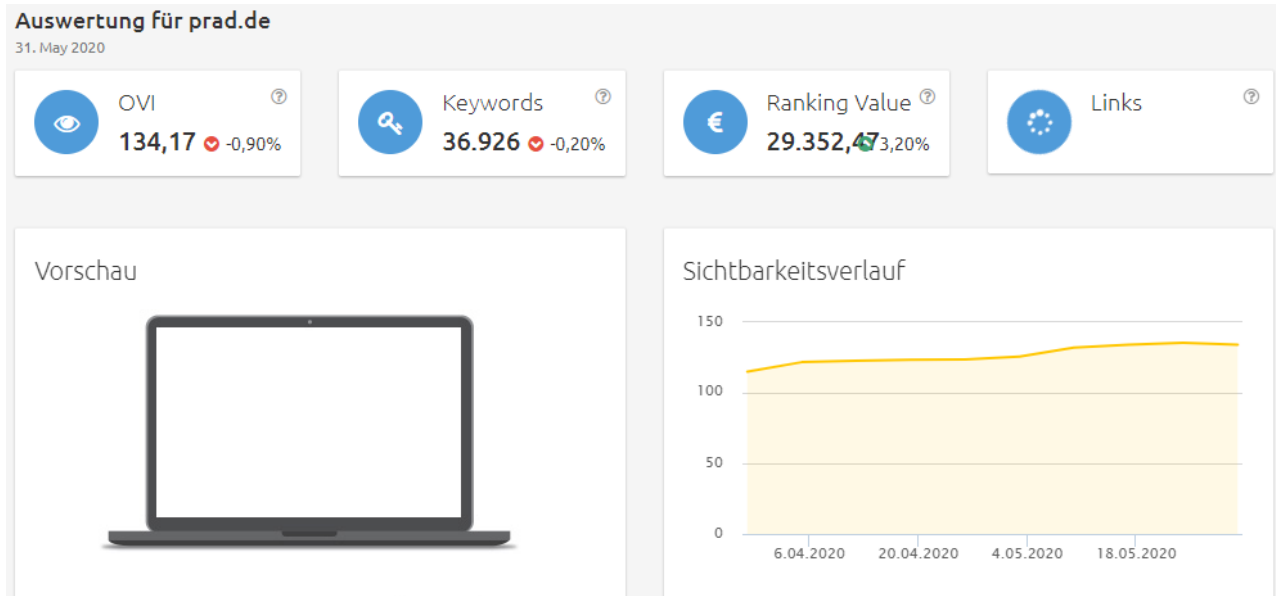 Auswertung für prad.de
31. May 2020
OVI
134,17 -0,90%
Keywords
36.926 -0,20%
Ranking Value
€
29.352,47 3,20%
Links
Vorschau
Sichtbarkeitsverlauf
150
100
50
0
6.04.2020 20.04.2020 4.05.2020 18.05.2020